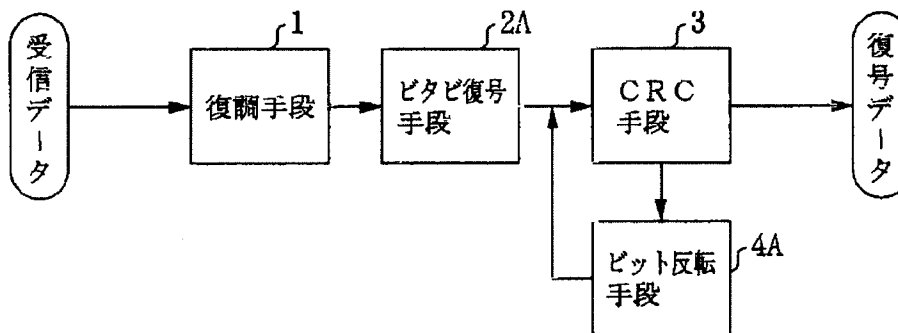 受信データ
1
復調手段
2A
ビタビ復号
手段
3
CRC
手段
復号データ
ビット反転
手段
4A